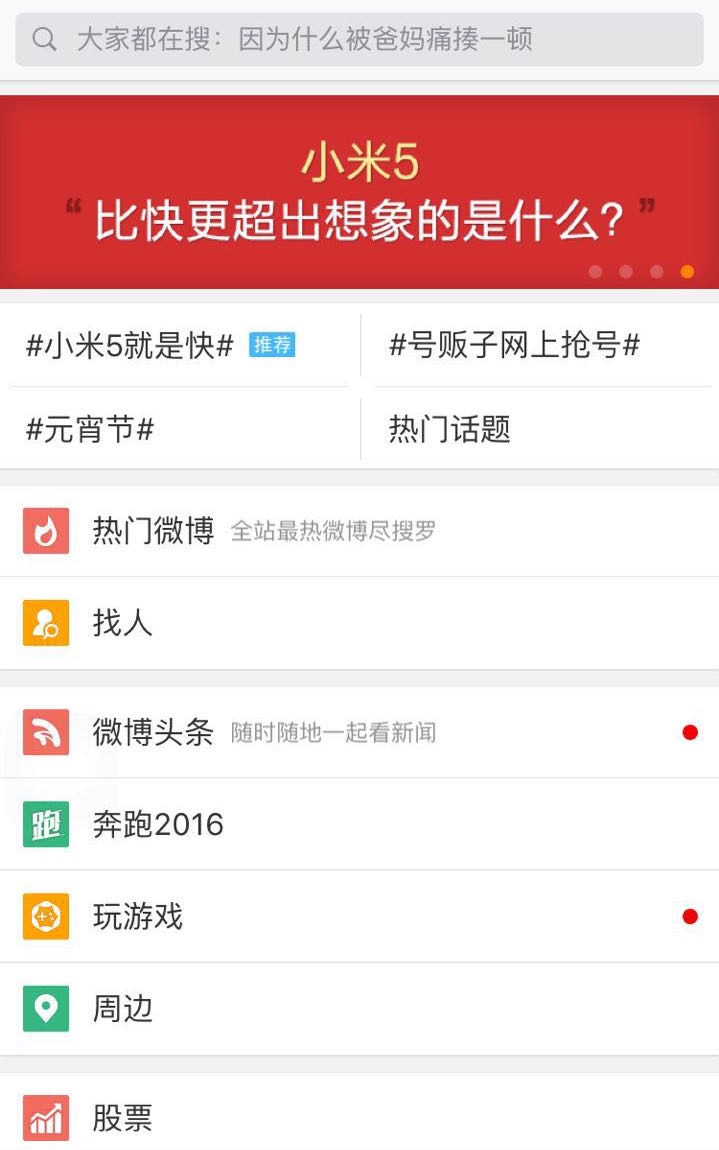 大家都在搜：因为什么被爸妈痛揍一顿
小米5
“比快更超出想象的是什么？”
#小米5就是快# 推荐
#号贩子网上抢号#
#元宵节#
热门话题
热门微博 全站最热微博尽搜罗
找人
微博头条 随时随地一起看新闻
跑 奔跑2016
玩游戏
周边
股票